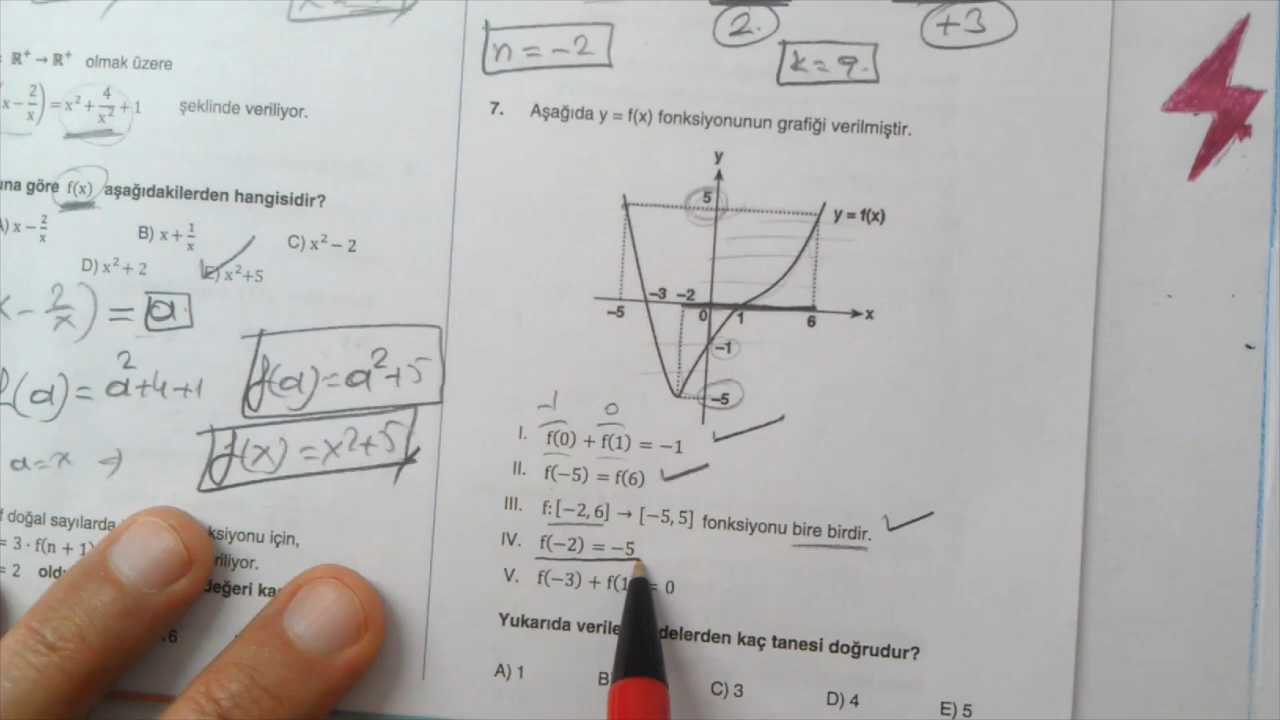 n = -2
2.
+3
k = 9.
R⁺ → R⁺ olmak üzere
x - 2/x) = x² + 4/x² + 1 şeklinde veriliyor.
una göre f(x) aşağıdakilerden hangisidir?
A) x - 2/x
B) x + 1/x
C) x² - 2
D) x² + 2
E) x²+5
x - 2/x) = a
f(a) = a² + 4 + 1
f(a) = a²+5
a=x ⇒
f(x) = x²+5
f doğal sayılarda
ksiyonu için,
= 3 · f(n + 1)
riliyor.
= 2
değeri
6
7. Aşağıda y = f(x) fonksiyonunun grafiği verilmiştir.
y
5
y = f(x)
-3 -2
-5 0 1 6 x
-1
-5
-1 0
I. f(0) + f(1) = -1
II. f(-5) = f(6)
III. f: [-2, 6] → [-5, 5] fonksiyonu bire birdir.
IV. f(-2) = -5
V. f(-3) + f(1 = 0
Yukarıda verile delerden kaç tanesi doğrudur?
A) 1
B
C) 3
D) 4
E) 5